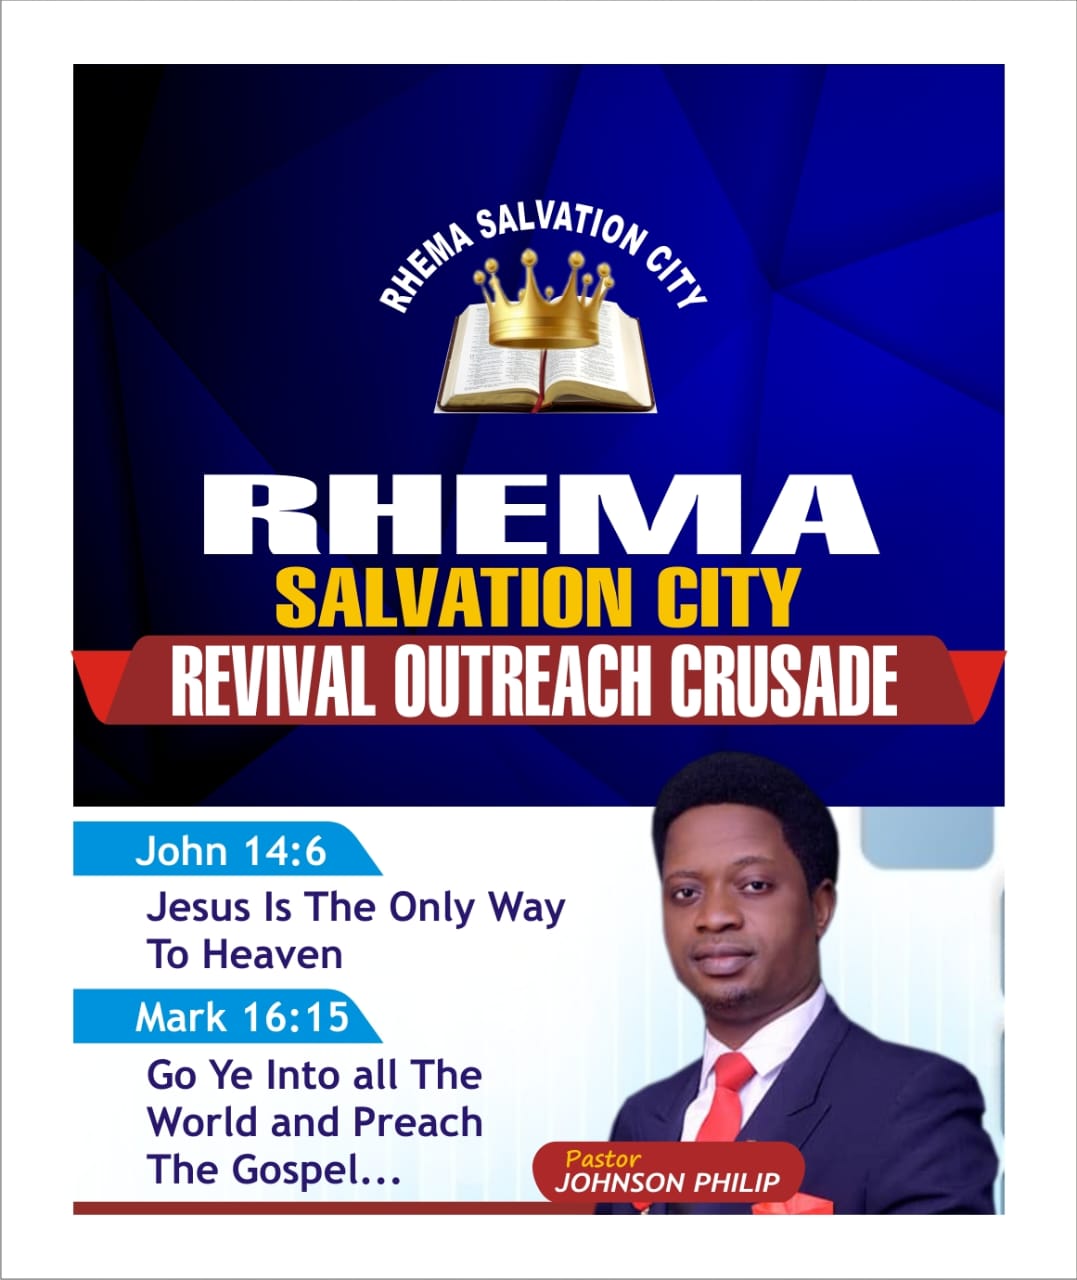 RHEMA SALVATION CITY
RHEMA
SALVATION CITY
REVIVAL OUTREACH CRUSADE
John 14:6
Jesus Is The Only Way
To Heaven
Mark 16:15
Go Ye Into all The
World and Preach
The Gospel...
Pastor
JOHNSON PHILIP